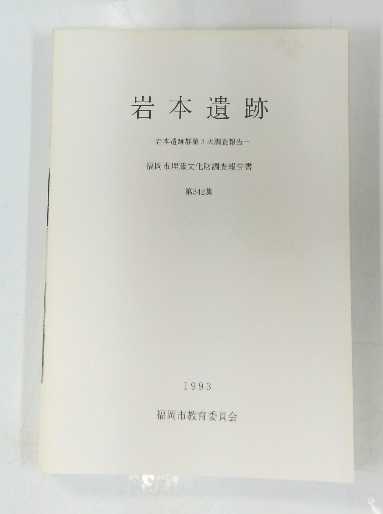 岩本遺跡
－岩本遺跡群第3次調査報告－
福岡市埋蔵文化財調査報告書
第342集
1993
福岡市教育委員会